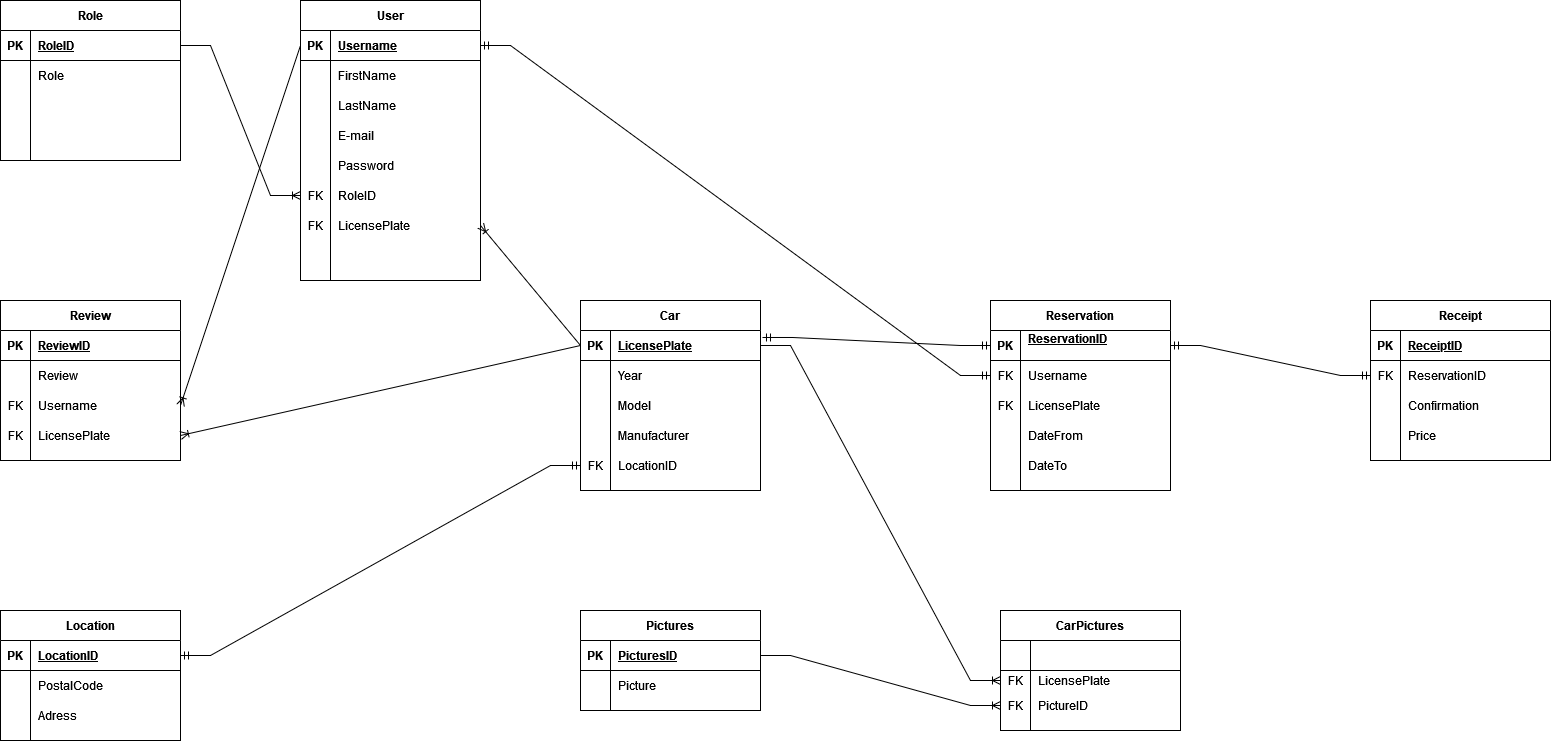 Role
PK RoleID
Role
User
PK Username
FirstName
LastName
E-mail
Password
FK RoleID
FK LicensePlate
Review
PK ReviewID
Review
FK Username
FK LicensePlate
Car
PK LicensePlate
Year
Model
Manufacturer
FK LocationID
Reservation
PK ReservationID
FK Username
FK LicensePlate
DateFrom
DateTo
Receipt
PK ReceiptID
FK ReservationID
Confirmation
Price
Location
PK LocationID
PostalCode
Adress
Pictures
PK PicturesID
Picture
CarPictures
FK LicensePlate
FK PictureID